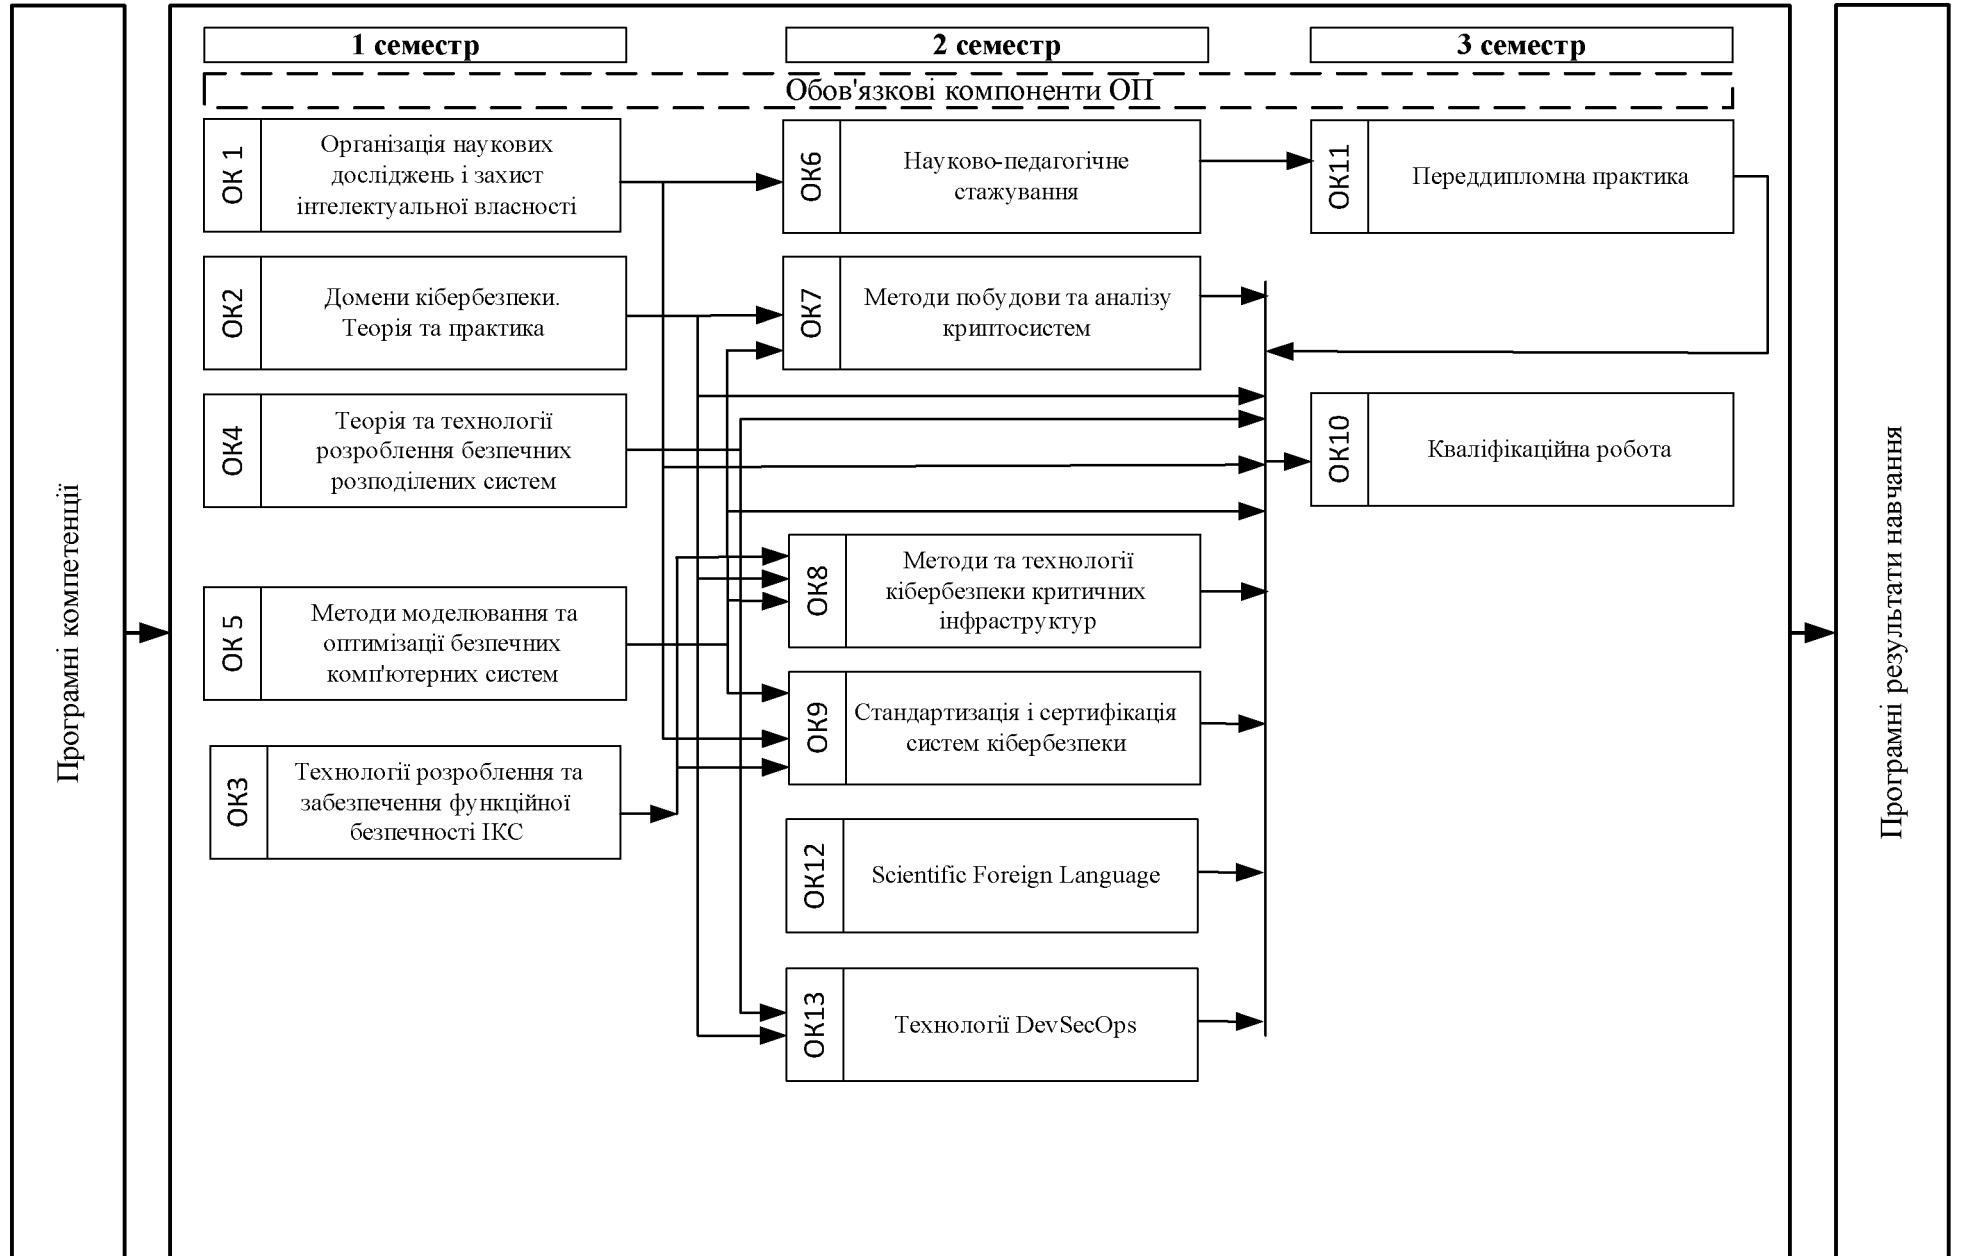 Програмні компетенції
1 семестр
2 семестр
3 семестр
Обов'язкові компоненти ОП
ОК 1
Організація наукових
досліджень і захист
інтелектуальної власності
ОК6
Науково-педагогічне
стажування
ОК11
Переддипломна практика
ОК2
Домени кібербезпеки.
Теорія та практика
ОК7
Методи побудови та аналізу
криптосистем
ОК4
Теорія та технології
розроблення безпечних
розподілених систем
ОК10
Кваліфікаційна робота
ОК8
Методи та технології
кібербезпеки критичних
інфраструктур
ОК 5
Методи моделювання та
оптимізації безпечних
комп'ютерних систем
ОК9
Стандартизація і сертифікація
систем кібербезпеки
ОК3
Технології розроблення та
забезпечення функційної
безпечності ІКС
ОК12
Scientific Foreign Language
ОК13
Технології DevSecOps
Програмні результати навчання